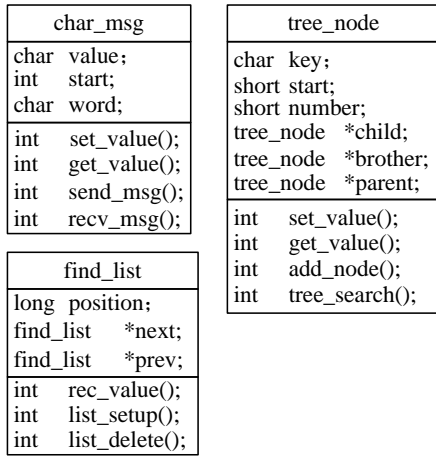 char_msg
char value;
int start;
char word;
int set_value();
int get_value();
int send_msg();
int recv_msg();
find_list
long position;
find_list *next;
find_list *prev;
int rec_value();
int list_setup();
int list_delete();
tree_node
char key;
short start;
short number;
tree_node *child;
tree_node *brother;
tree_node *parent;
int set_value();
int get_value();
int add_node();
int tree_search();